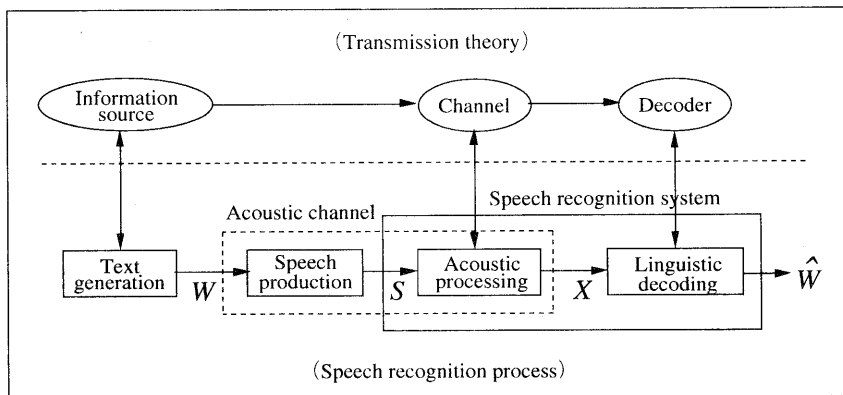 (Transmission theory)
Information
source
Channel
Decoder
Speech recognition system
Acoustic channel
Text
generation
Speech
production
Acoustic
processing
Linguistic
decoding
W
S
X
Ŵ
(Speech recognition process)